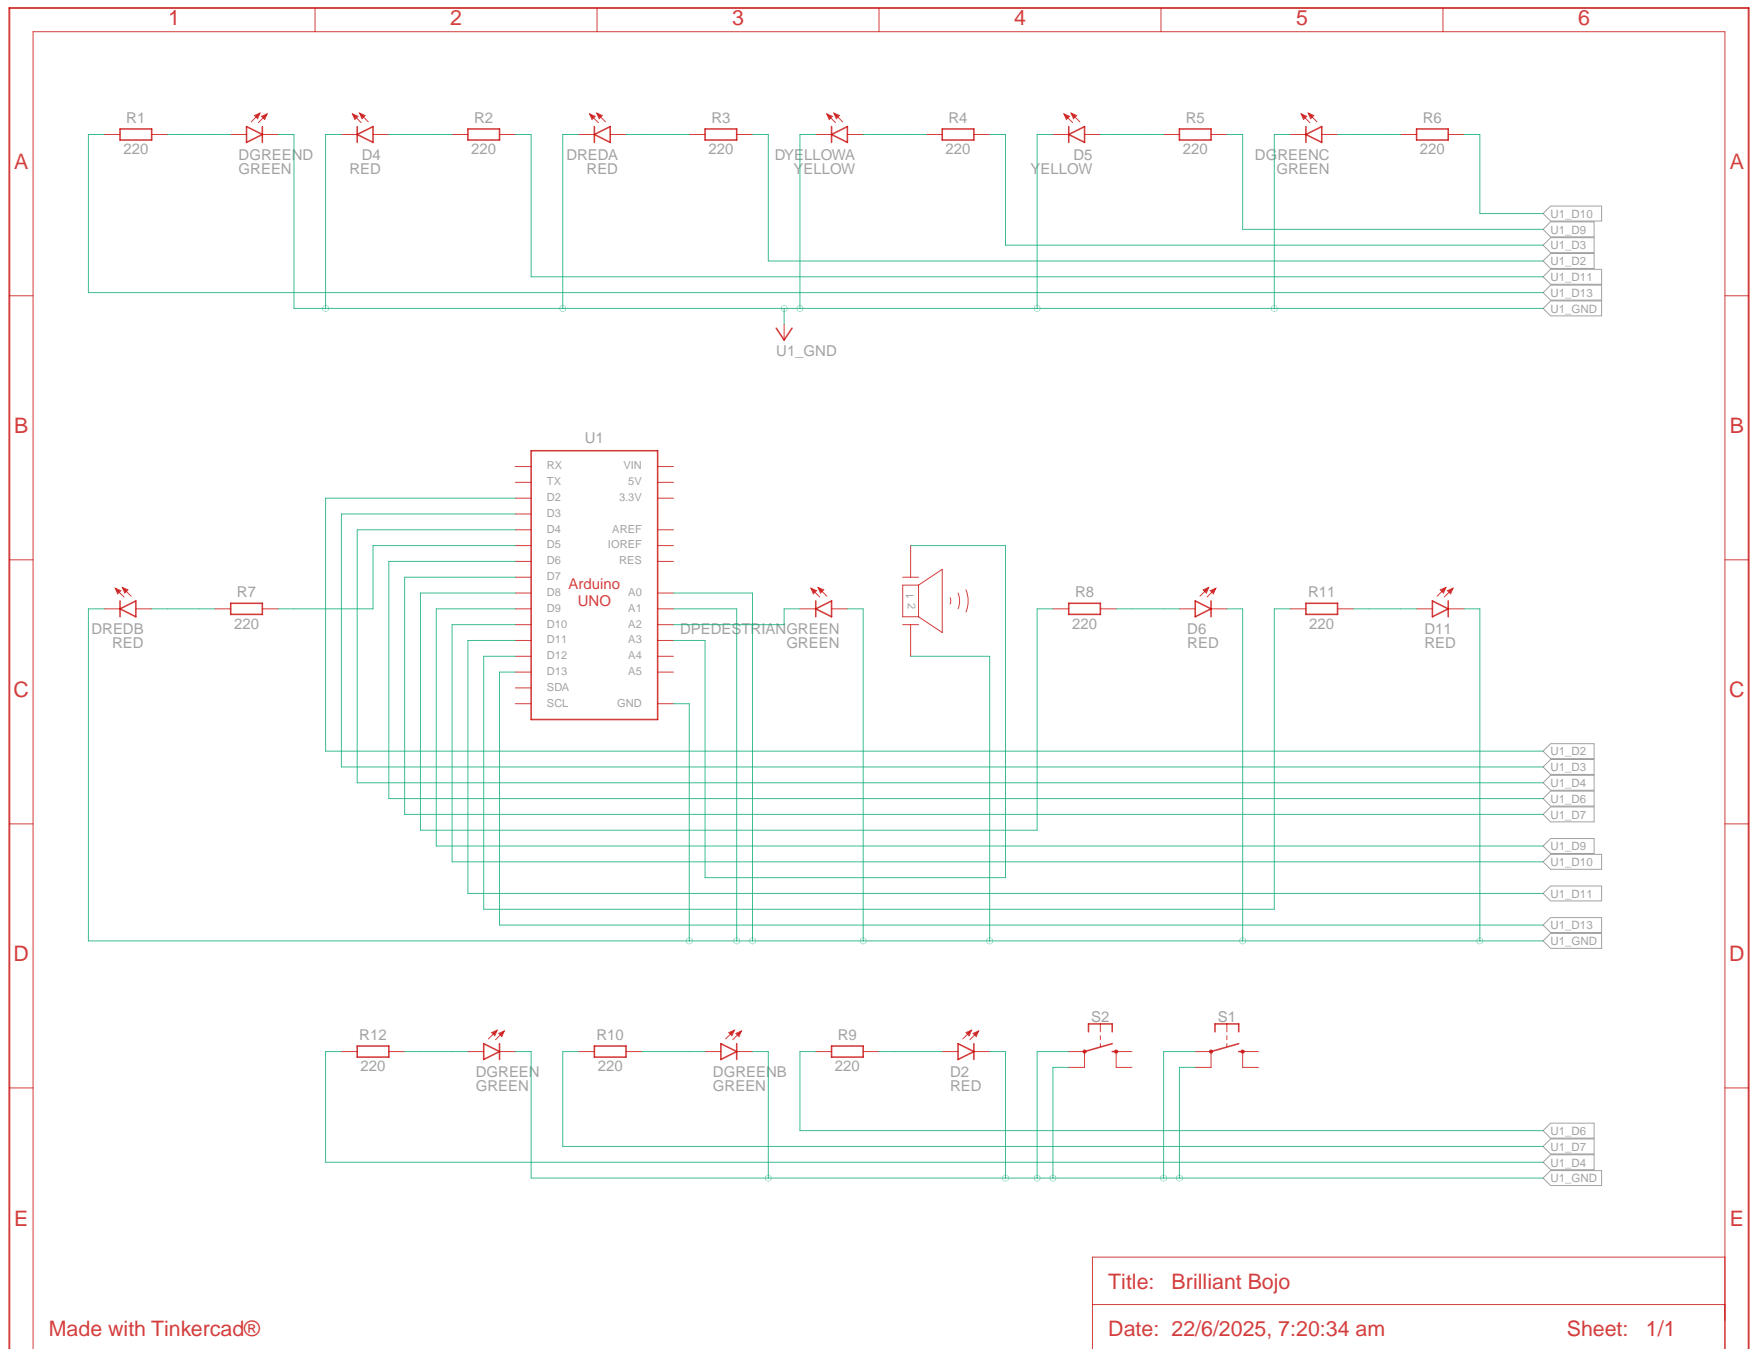 1 2 3 4 5 6
R1 R2 R3 R4 R5 R6
220 DGREEND D4 220 DREDA 220 DYELLOWA 220 D5 220 DGREENC 220
A GREEN RED RED YELLOW YELLOW GREEN A
U1_D10
U1_D9
U1_D3
U1_D2
U1_D11
U1_D13
U1_GND
U1_GND
B B
U1
RX VIN
TX 5V
D2 3.3V
D3
D4 AREF
D5 IOREF
D6 RES
D7
Arduino
UNO
D8 A0
D9 A1
D10 A2
D11 A3
D12 A4
D13 A5
SDA
SCL GND
R7
220
DREDB
RED
DPEDESTRIANGREEN
GREEN
1 2
R8
220
D6
RED
R11
220
D11
RED
C C
U1_D2
U1_D3
U1_D4
U1_D6
U1_D7
U1_D9
U1_D10
U1_D11
U1_D13
U1_GND
D D
R12
220
DGREEN
GREEN
R10
220
DGREENB
GREEN
R9
220
D2
RED
S2 S1
U1_D6
U1_D7
U1_D4
U1_GND
E E
Title: Brilliant Bojo
Made with Tinkercad®
Date: 22/6/2025, 7:20:34 am Sheet: 1/1